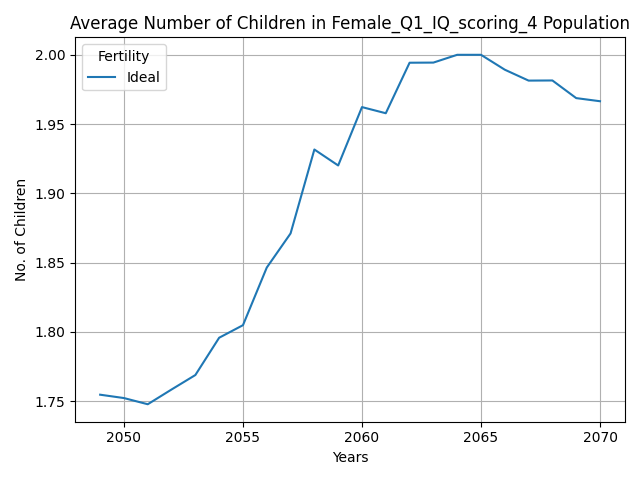 Average Number of Children in Female_Q1_IQ_scoring_4 Population
Fertility
Ideal
No. of Children
2.00
1.95
1.90
1.85
1.80
1.75
2050 2055 2060 2065 2070
Years